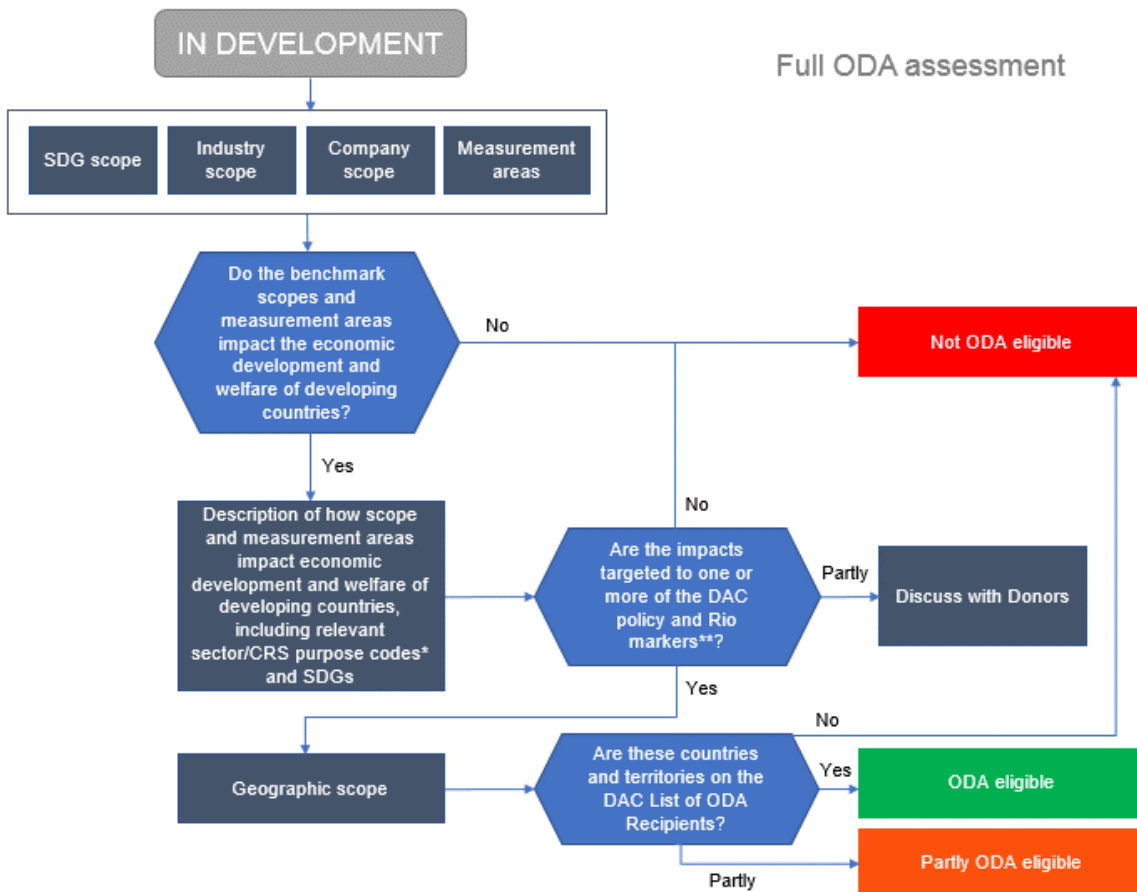 IN DEVELOPMENT
Full ODA assessment
SDG scope
Industry
scope
Company
scope
Measurement
areas
Do the benchmark
scopes and
measurement areas
impact the economic
development and
welfare of developing
countries?
No
Not ODA eligible
Yes
No
Description of how scope
and measurement areas
impact economic
development and welfare of
developing countries,
including relevant
sector/CRS purpose codes*
and SDGs
Are the impacts
targeted to one or
more of the DAC
policy and Rio
markers**?
Partly
Discuss with Donors
Yes
No
Geographic scope
Are these countries
and territories on the
DAC List of ODA
Recipients?
Yes
ODA eligible
Partly
Partly ODA eligible